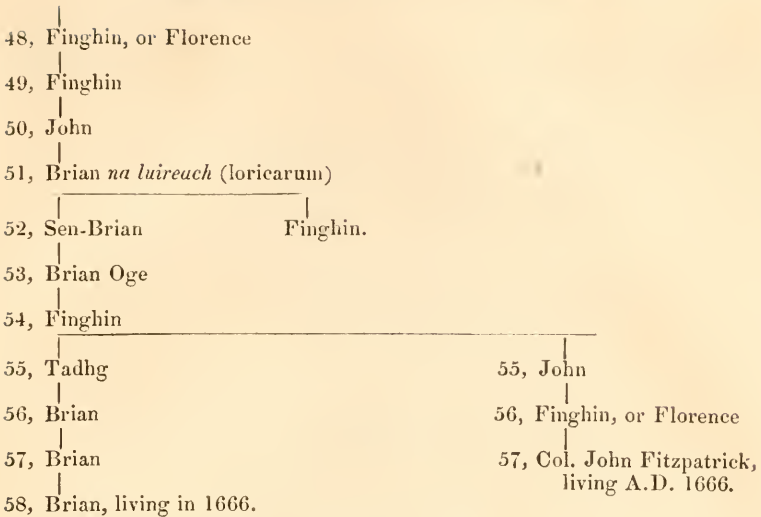 48, Finghin, or Florence
49, Finghin
50, John
51, Brian na luireach (loricarum)
52, Sen-Brian Finghin.
53, Brian Oge
54, Finghin
55, Tadhg 55, John
56, Brian 56, Finghin, or Florence
57, Brian 57, Col. John Fitzpatrick,
living A.D. 1666.
58, Brian, living in 1666.